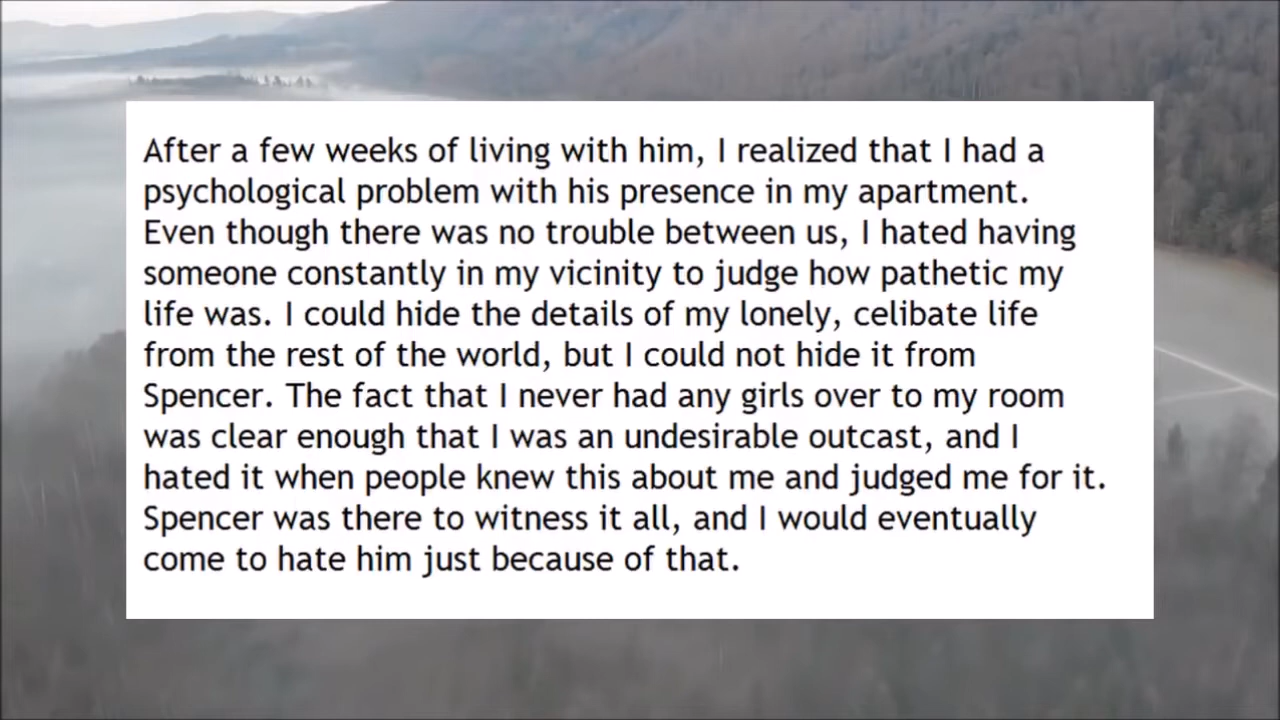 After a few weeks of living with him, I realized that I had a
psychological problem with his presence in my apartment.
Even though there was no trouble between us, I hated having
someone constantly in my vicinity to judge how pathetic my
life was. I could hide the details of my lonely, celibate life
from the rest of the world, but I could not hide it from
Spencer. The fact that I never had any girls over to my room
was clear enough that I was an undesirable outcast, and I
hated it when people knew this about me and judged me for it.
Spencer was there to witness it all, and I would eventually
come to hate him just because of that.